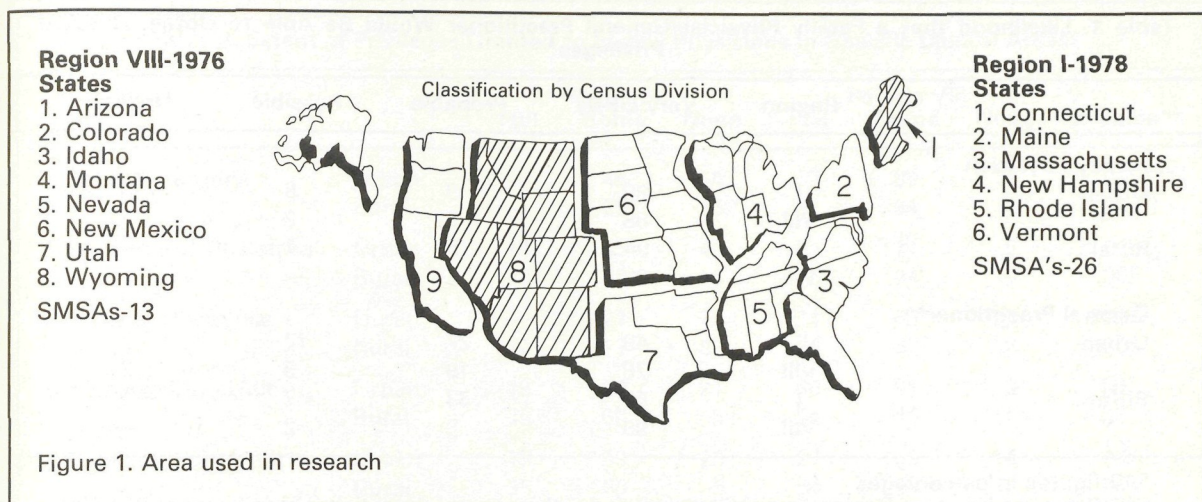 Region VIII-1976
States
1. Arizona
2. Colorado
3. Idaho
4. Montana
5. Nevada
6. New Mexico
7. Utah
8. Wyoming
SMSAs-13
Classification by Census Division
1
2
3
4
5
6
7
8
9
Region I-1978
States
1. Connecticut
2. Maine
3. Massachusetts
4. New Hampshire
5. Rhode Island
6. Vermont
SMSA's-26
Figure 1. Area used in research